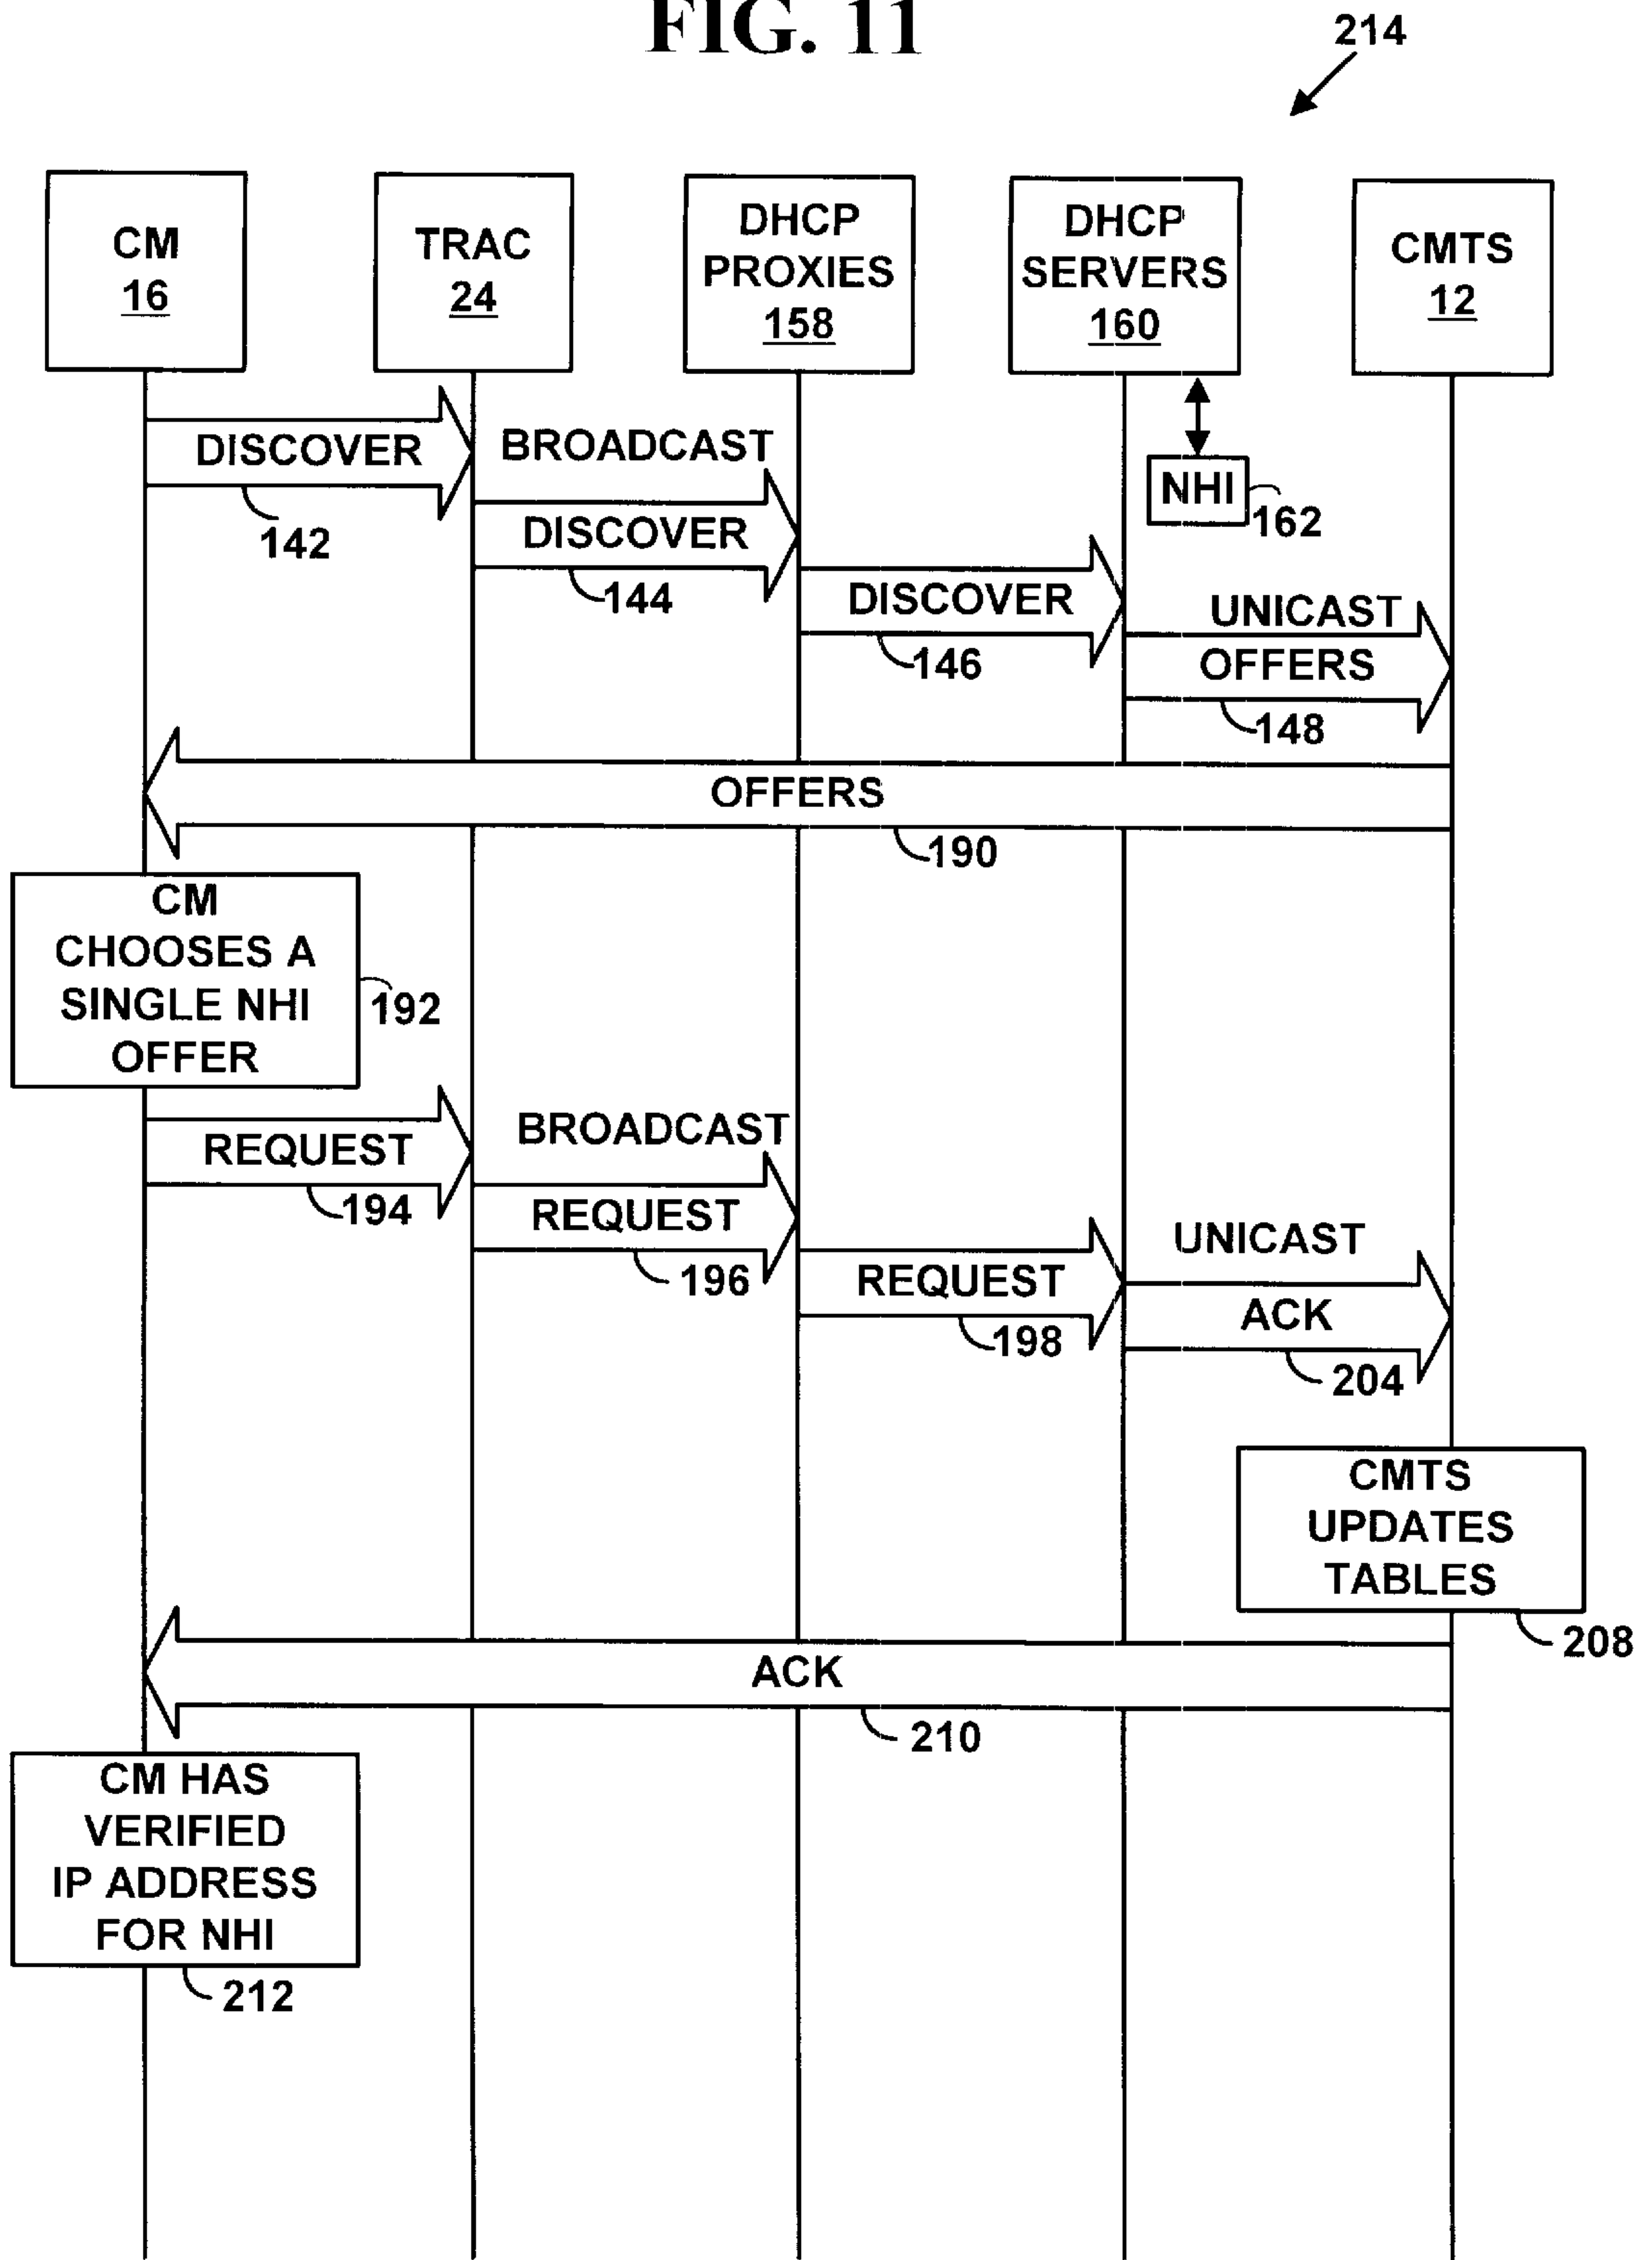 FIG. 11
214
CM
16
TRAC
24
DHCP
PROXIES
158
DHCP
SERVERS
160
CMTS
12
DISCOVER
142
BROADCAST
DISCOVER
144
NHI
162
DISCOVER
146
UNICAST
OFFERS
148
OFFERS
190
CM
CHOOSES A
SINGLE NHI
OFFER
192
REQUEST
194
BROADCAST
REQUEST
196
REQUEST
198
UNICAST
ACK
204
CMTS
UPDATES
TABLES
208
ACK
210
CM HAS
VERIFIED
IP ADDRESS
FOR NHI
212